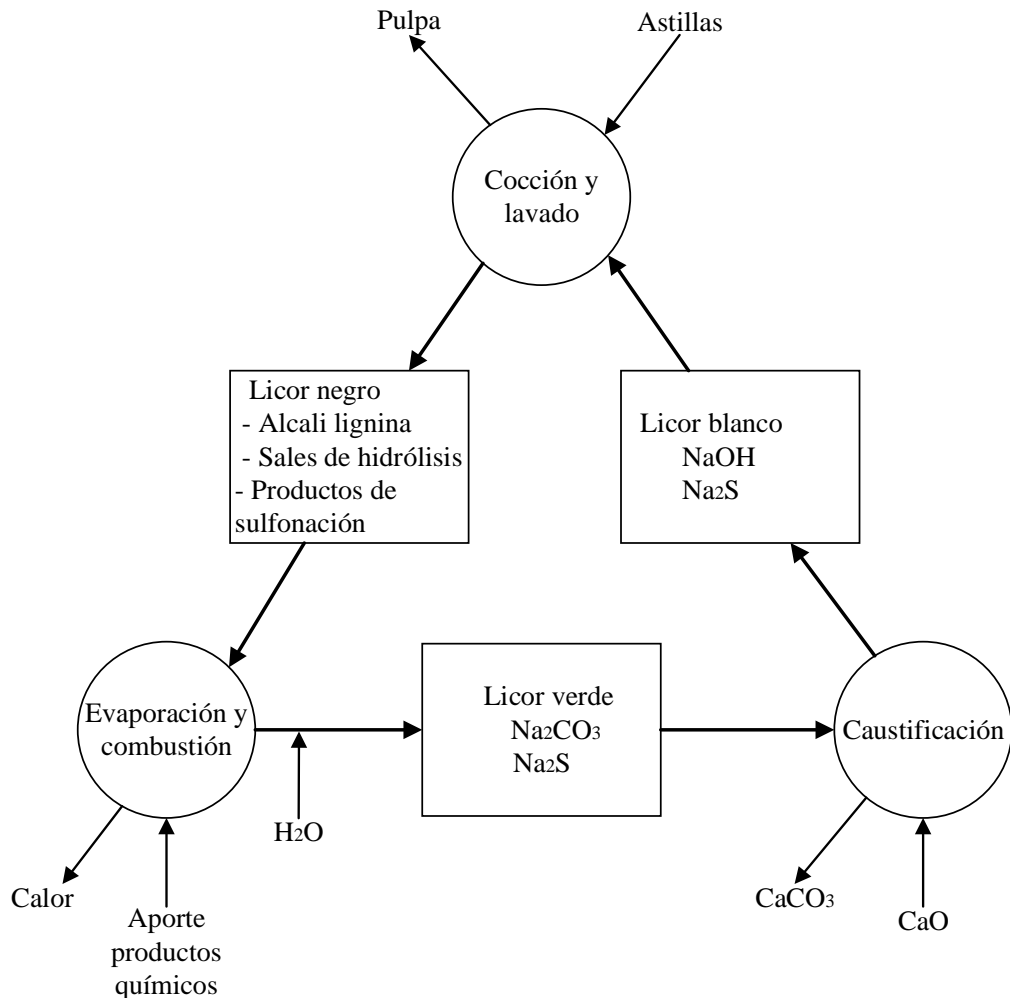 Pulpa
Astillas
Cocción y
lavado
Licor negro
- Alcali lignina
- Sales de hidrólisis
- Productos de
sulfonación
Licor blanco
NaOH
Na2S
Evaporación y
combustión
Licor verde
Na2CO3
Na2S
Caustificación
H2O
Calor
Aporte
productos
químicos
CaCO3
CaO